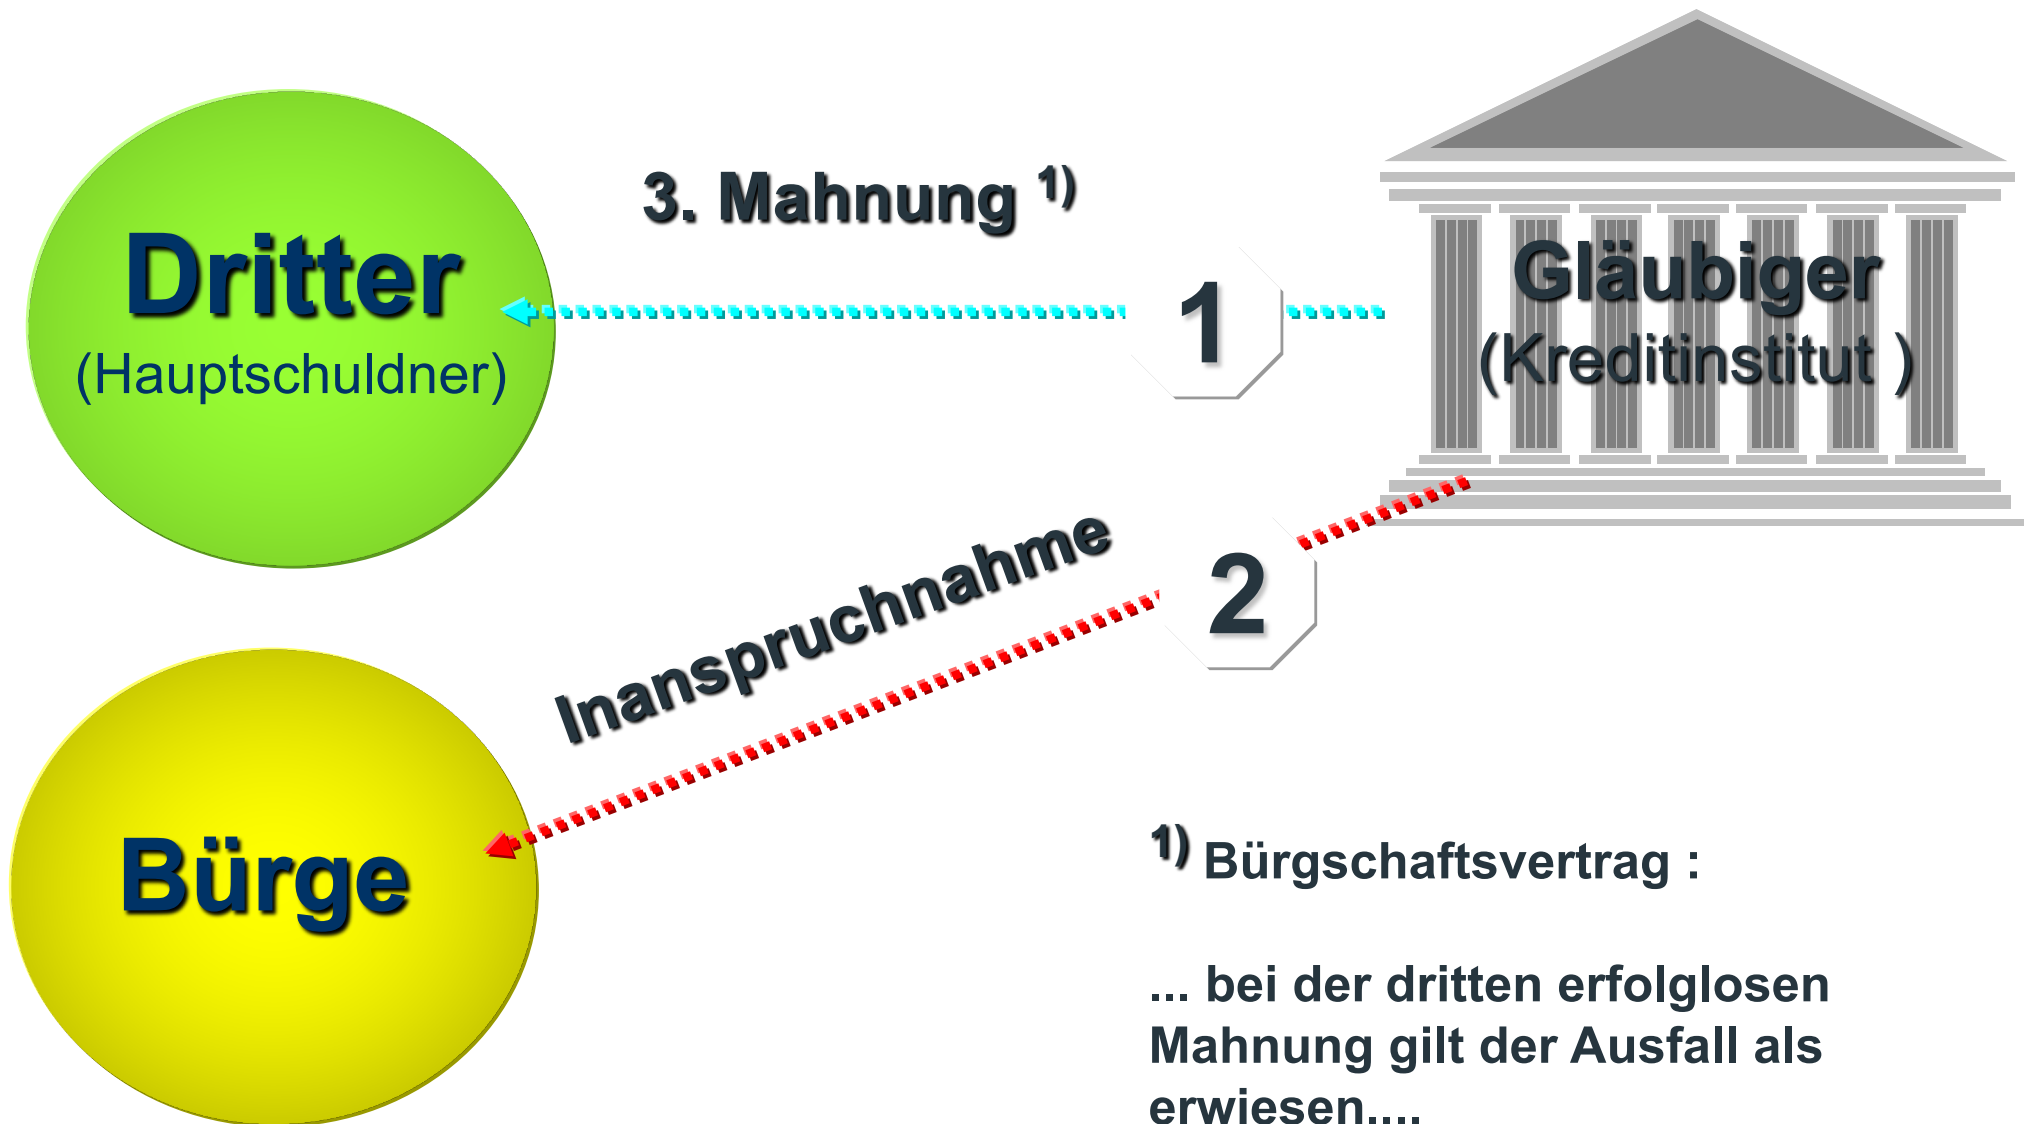 3. Mahnung 1)
Dritter
(Hauptschuldner)
1
Gläubiger
(Kreditinstitut )
Inanspruchnahme
2
Bürge
1) Bürgschaftsvertrag :
... bei der dritten erfolglosen
Mahnung gilt der Ausfall als
erwiesen....